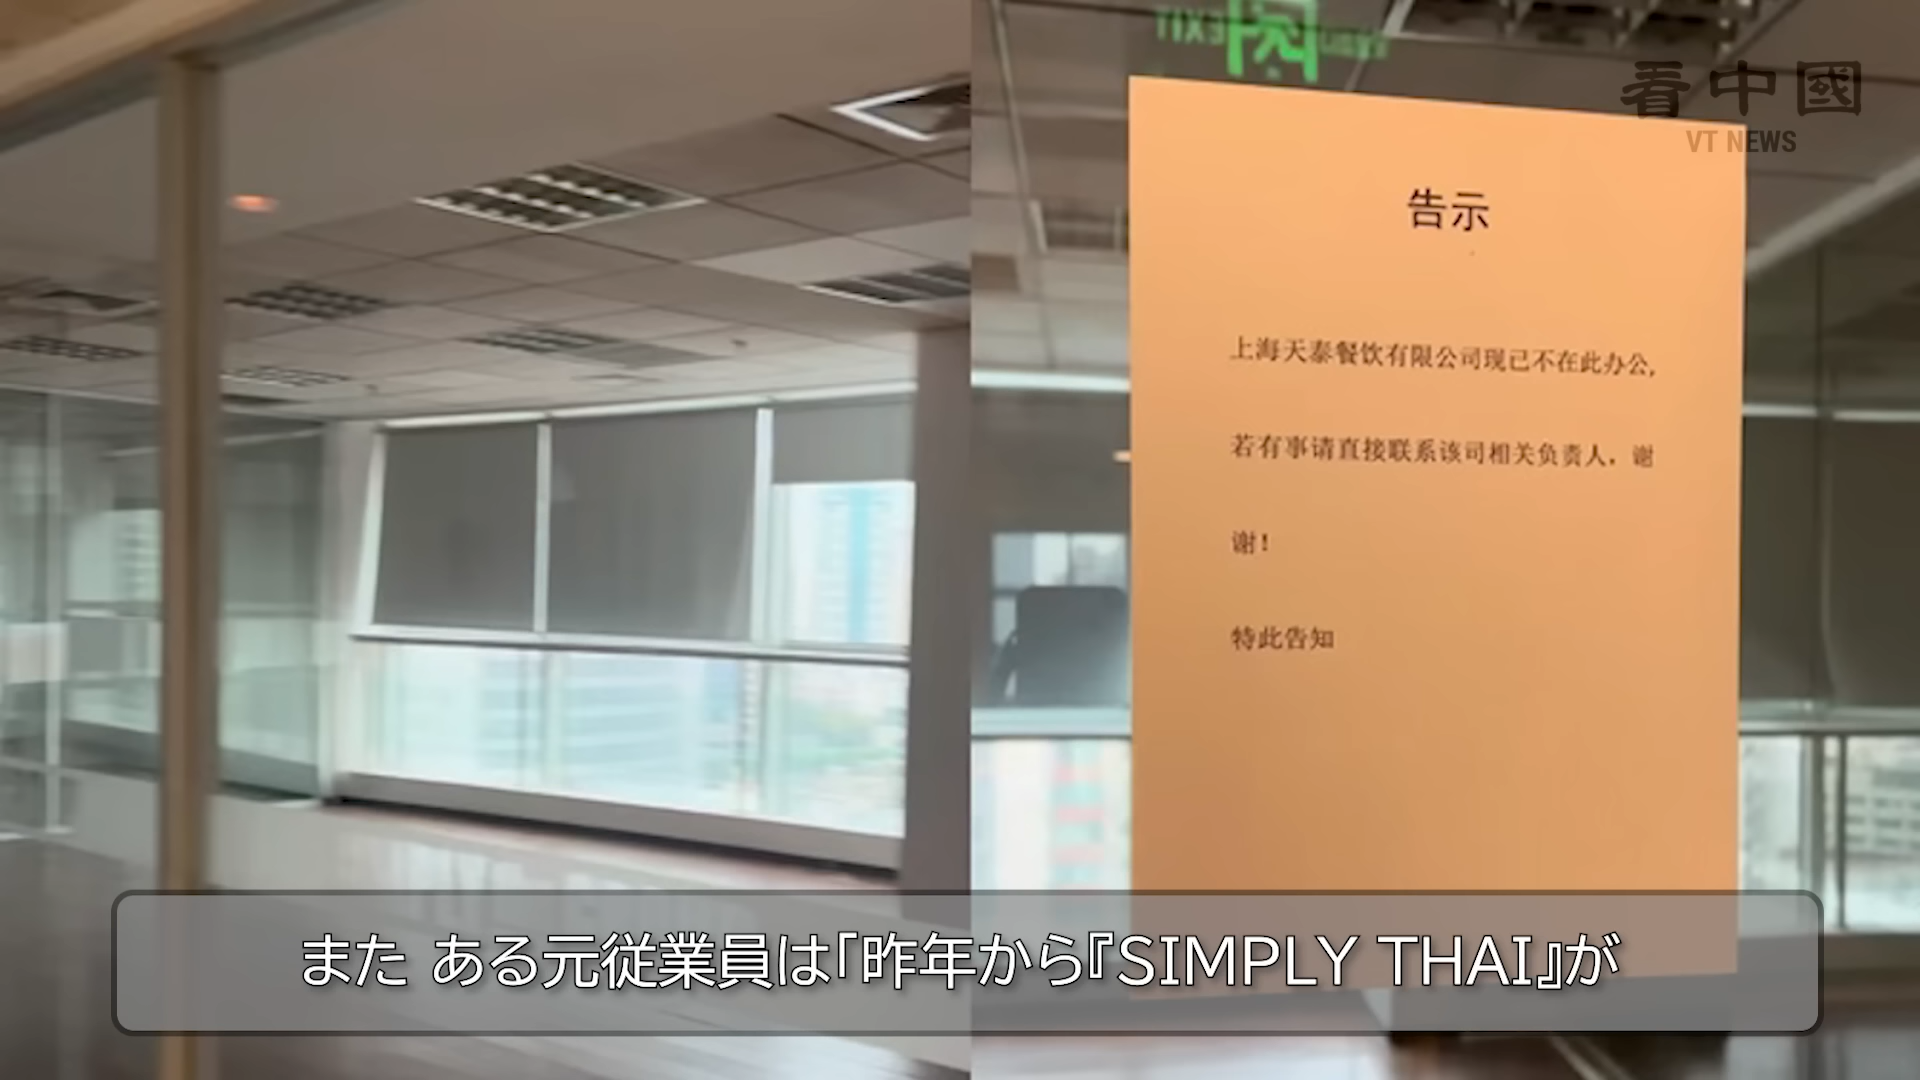 EXIT
看中國
VT NEWS
告示
上海天泰餐饮有限公司现已不在此办公,
若有事请直接联系该司相关负责人。谢
谢!
特此告知
また ある元従業員は「昨年から『SIMPLY THAI』が